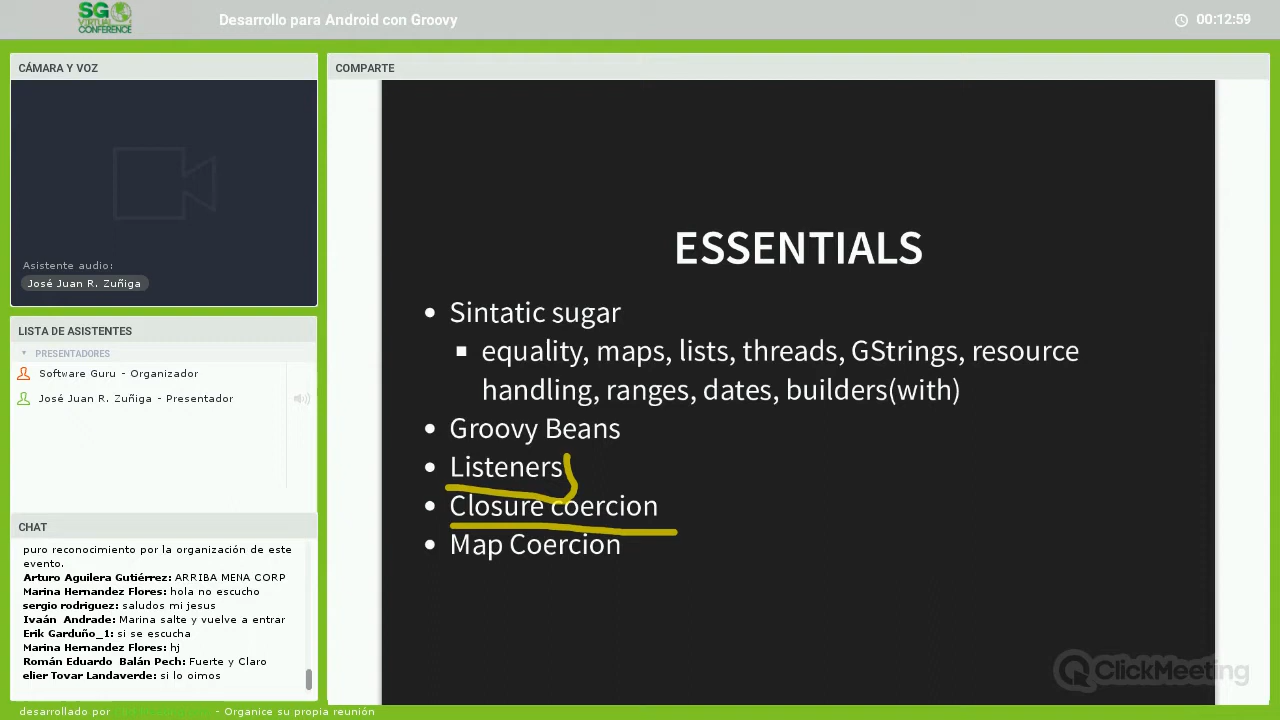 SG
VIRTUAL
CONFERENCE
Desarrollo para Android con Groovy
00:12:59
CÁMARA Y VOZ
Asistente audio:
José Juan R. Zuñiga
LISTA DE ASISTENTES
PRESENTADORES
Software Guru - Organizador
José Juan R. Zuñiga - Presentador
CHAT
puro reconocimiento por la organización de este
evento.
Arturo Aguilera Gutiérrez: ARRIBA MENA CORP
Marina Hernandez Flores: hola no escucho
sergio rodriguez: saludos mi jesus
Ivaán Andrade: Marina salte y vuelve a entrar
Erik Garduño_1: si se escucha
Marina Hernandez Flores: hj
Román Eduardo Balán Pech: Fuerte y Claro
elier Tovar Landaverde: si lo oimos
COMPARTE
ESSENTIALS
• Sintatic sugar
▪ equality, maps, lists, threads, GStrings, resource
handling, ranges, dates, builders(with)
• Groovy Beans
• Listeners
• Closure coercion
• Map Coercion
ClickMeeting
desarrollado por - Organice su propia reunión